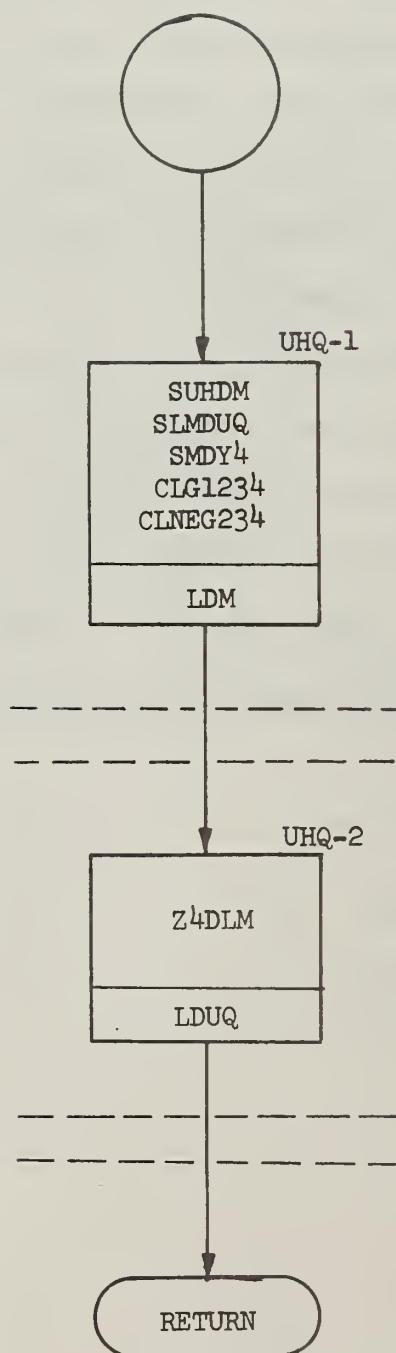 UHQ-1
SUHDM
SLMDUQ
SMDY4
CLG1234
CLNEG234
LDM
UHQ-2
Z4DLM
LDUQ
RETURN